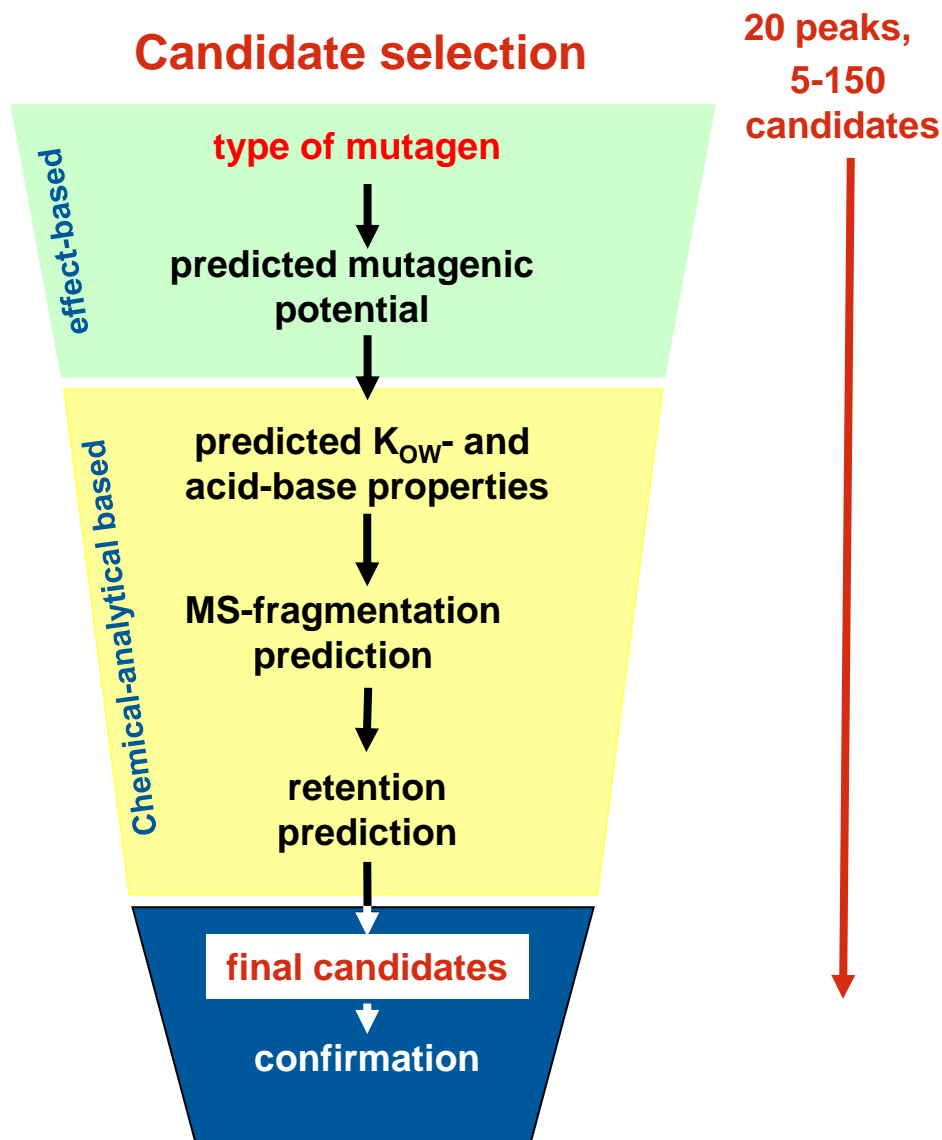 Candidate selection
20 peaks,
5-150
candidates
effect-based
type of mutagen
predicted mutagenic
potential
Chemical-analytical based
predicted K_OW- and
acid-base properties
MS-fragmentation
prediction
retention
prediction
final candidates
confirmation